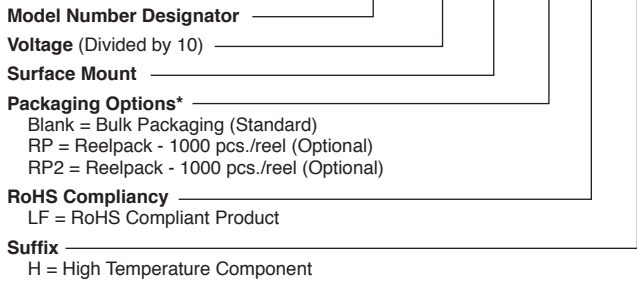 Model Number Designator
Voltage (Divided by 10)
Surface Mount
Packaging Options*
Blank = Bulk Packaging (Standard)
RP = Reelpack - 1000 pcs./reel (Optional)
RP2 = Reelpack - 1000 pcs./reel (Optional)
RoHS Compliancy
LF = RoHS Compliant Product
Suffix
H = High Temperature Component